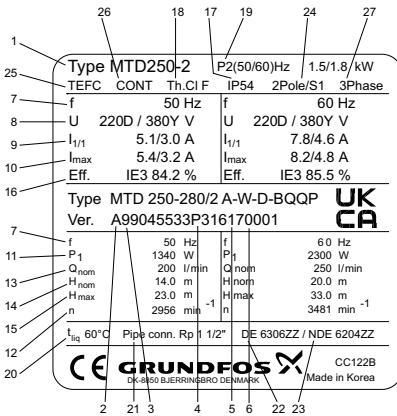 26 18 17 19 24 27
1 Type MTD250-2 P2(50/60)Hz 1.5/1.8 kW
25 TEFC CONT Th.Cl F IP54 2Pole/S1 3Phase
7 f 50 Hz f 60 Hz
8 U 220D / 380Y V U 220D / 380Y V
9 I1/1 5.1/3.0 A I1/1 7.8/4.6 A
10 Imax 5.4/3.2 A Imax 8.2/4.8 A
16 Eff. IE3 84.2 % Eff. IE3 85.5 %
Type MTD 250-280/2 A-W-D-BQQP UK
Ver. A99045533P316170001 CA
7 f 50 Hz f 60 Hz
11 P1 1340 W P1 2300 W
13 Qnom 200 l/min Qnom 250 l/min
14 Hnom 14.0 m Hnom 20.0 m
15 Hmax 23.0 m Hmax 33.0 m
12 n 2956 min-1 n 3481 min-1
20 tliq 60°C Pipe conn. Rp 1 1/2" DE 6306ZZ / NDE 6204ZZ
CE GRUNDFOS X CC122B
DK-8850 BJERRINGBRO DENMARK Made in Korea
2 21 3 4 5 6 22 23